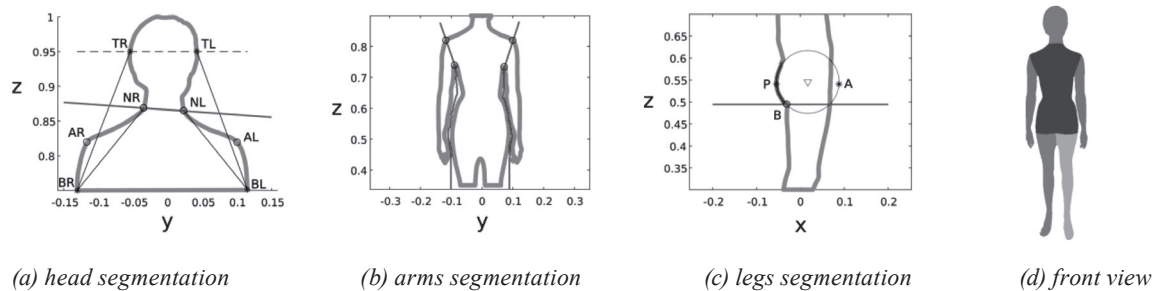 1
0.95
0.9
0.85
0.8
z
TR
TL
NR
NL
AR
AL
BR
BL
-0.15
-0.1
-0.05
0
0.05
0.1
0.15
y
0.8
0.7
0.6
0.5
0.4
z
-0.3
-0.2
-0.1
0
0.1
0.2
0.3
y
0.65
0.6
0.55
0.5
0.45
0.4
0.35
z
P
A
B
-0.2
-0.1
0
0.1
0.2
x
(a) head segmentation
(b) arms segmentation
(c) legs segmentation
(d) front view